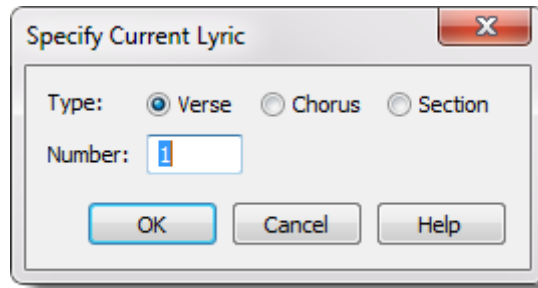 Specify Current Lyric
Type: Verse Chorus Section
Number: 1
OK Cancel Help